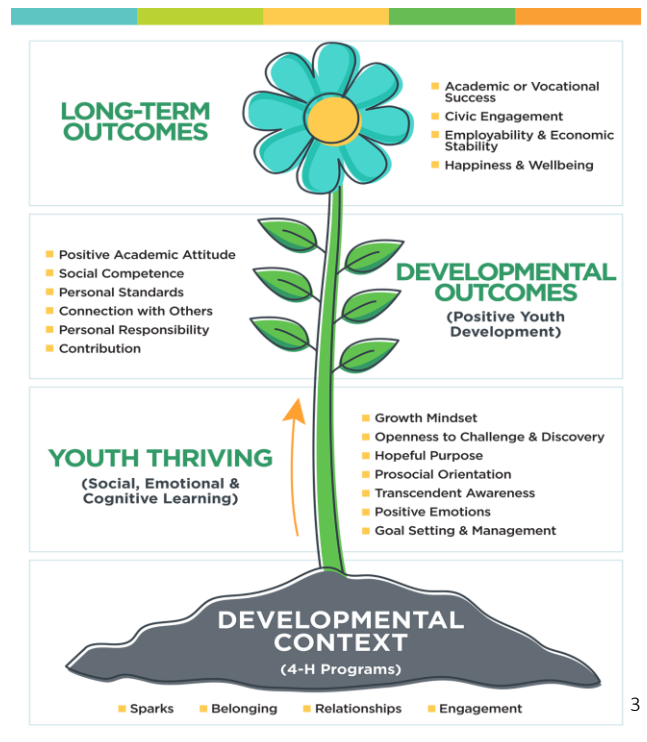 LONG-TERM
OUTCOMES
Academic or Vocational
Success
Civic Engagement
Employability & Economic
Stability
Happiness & Wellbeing
Positive Academic Attitude
Social Competence
Personal Standards
Connection with Others
Personal Responsibility
Contribution
DEVELOPMENTAL
OUTCOMES
(Positive Youth
Development)
YOUTH THRIVING
(Social, Emotional &
Cognitive Learning)
Growth Mindset
Openness to Challenge & Discovery
Hopeful Purpose
Prosocial Orientation
Transcendent Awareness
Positive Emotions
Goal Setting & Management
DEVELOPMENTAL
CONTEXT
(4-H Programs)
Sparks Belonging Relationships Engagement
3